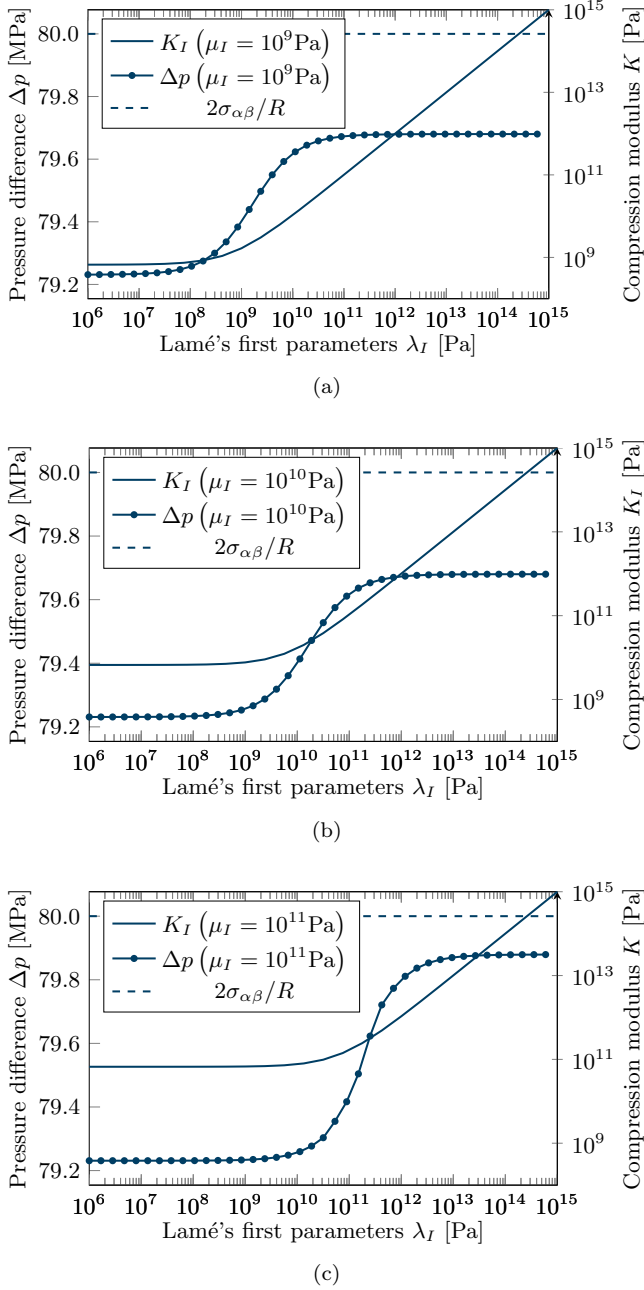 Pressure difference Δp [MPa]
80.0
79.8
79.6
79.4
79.2
K_I (μ_I = 10^9Pa)
Δp (μ_I = 10^9Pa)
2σ_αβ/R
10^15
10^13
10^11
10^9
Compression modulus K [Pa]
10^6 10^7 10^8 10^9 10^10 10^11 10^12 10^13 10^14 10^15
Lamé's first parameters λ_I [Pa]
(a)
Pressure difference Δp [MPa]
80.0
79.8
79.6
79.4
79.2
K_I (μ_I = 10^10Pa)
Δp (μ_I = 10^10Pa)
2σ_αβ/R
10^15
10^13
10^11
10^9
Compression modulus K_I [Pa]
10^6 10^7 10^8 10^9 10^10 10^11 10^12 10^13 10^14 10^15
Lamé's first parameters λ_I [Pa]
(b)
Pressure difference Δp [MPa]
80.0
79.8
79.6
79.4
79.2
K_I (μ_I = 10^11Pa)
Δp (μ_I = 10^11Pa)
2σ_αβ/R
10^15
10^13
10^11
10^9
Compression modulus K [Pa]
10^6 10^7 10^8 10^9 10^10 10^11 10^12 10^13 10^14 10^15
Lamé's first parameters λ_I [Pa]
(c)